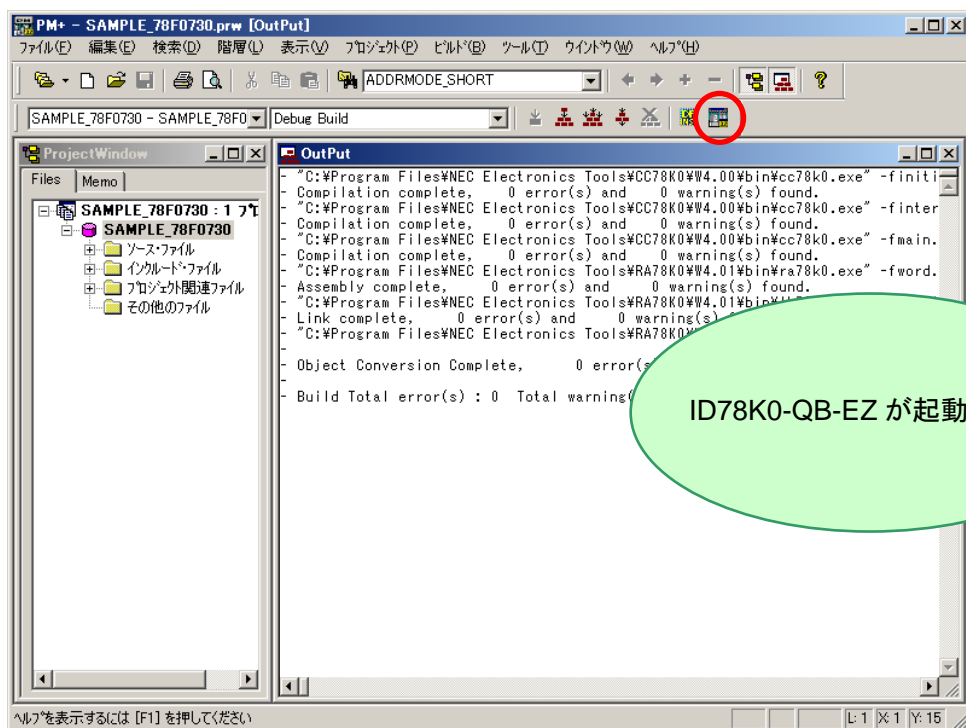 PM+ - SAMPLE_78F0730.prw [OutPut]
ﾌｧｲﾙ(F) 編集(E) 検索(D) 階層(L) 表示(V) ﾌﾟﾛｼﾞｪｸﾄ(P) ﾋﾞﾙﾄﾞ(B) ﾂｰﾙ(T) ｳｲﾝﾄﾞｳ(W) ﾍﾙﾌﾟ(H)
ADDRMODE_SHORT
SAMPLE_78F0730 - SAMPLE_78F0
Debug Build
ProjectWindow
Files Memo
SAMPLE_78F0730 : 1 ﾌﾟﾛ
SAMPLE_78F0730
ｿｰｽ･ﾌｧｲﾙ
ｲﾝｸﾙｰﾄﾞ･ﾌｧｲﾙ
ﾌﾟﾛｼﾞｪｸﾄ関連ﾌｧｲﾙ
その他のﾌｧｲﾙ
OutPut
- "C:¥Program Files¥NEC Electronics Tools¥CC78K0¥W4.00¥bin¥cc78k0.exe" -finiti
- Compilation complete, 0 error(s) and 0 warning(s) found.
- "C:¥Program Files¥NEC Electronics Tools¥CC78K0¥W4.00¥bin¥cc78k0.exe" -finter
- Compilation complete, 0 error(s) and 0 warning(s) found.
- "C:¥Program Files¥NEC Electronics Tools¥CC78K0¥W4.00¥bin¥cc78k0.exe" -fmain.
- Compilation complete, 0 error(s) and 0 warning(s) found.
- "C:¥Program Files¥NEC Electronics Tools¥RA78K0¥W4.01¥bin¥ra78k0.exe" -fword.
- Assembly complete, 0 error(s) and 0 warning(s) found.
- "C:¥Program Files¥NEC Electronics Tools¥RA78K0¥W4.01¥bin¥
- Link complete, 0 error(s) and 0 warning(s)
- "C:¥Program Files¥NEC Electronics Tools¥RA78K0¥
-
- Object Conversion Complete, 0 error(s)
-
- Build Total error(s) : 0 Total warning(
ID78K0-QB-EZ が起動
ﾍﾙﾌﾟを表示するには [F1] を押してください
L: 1 X: 1 Y: 15